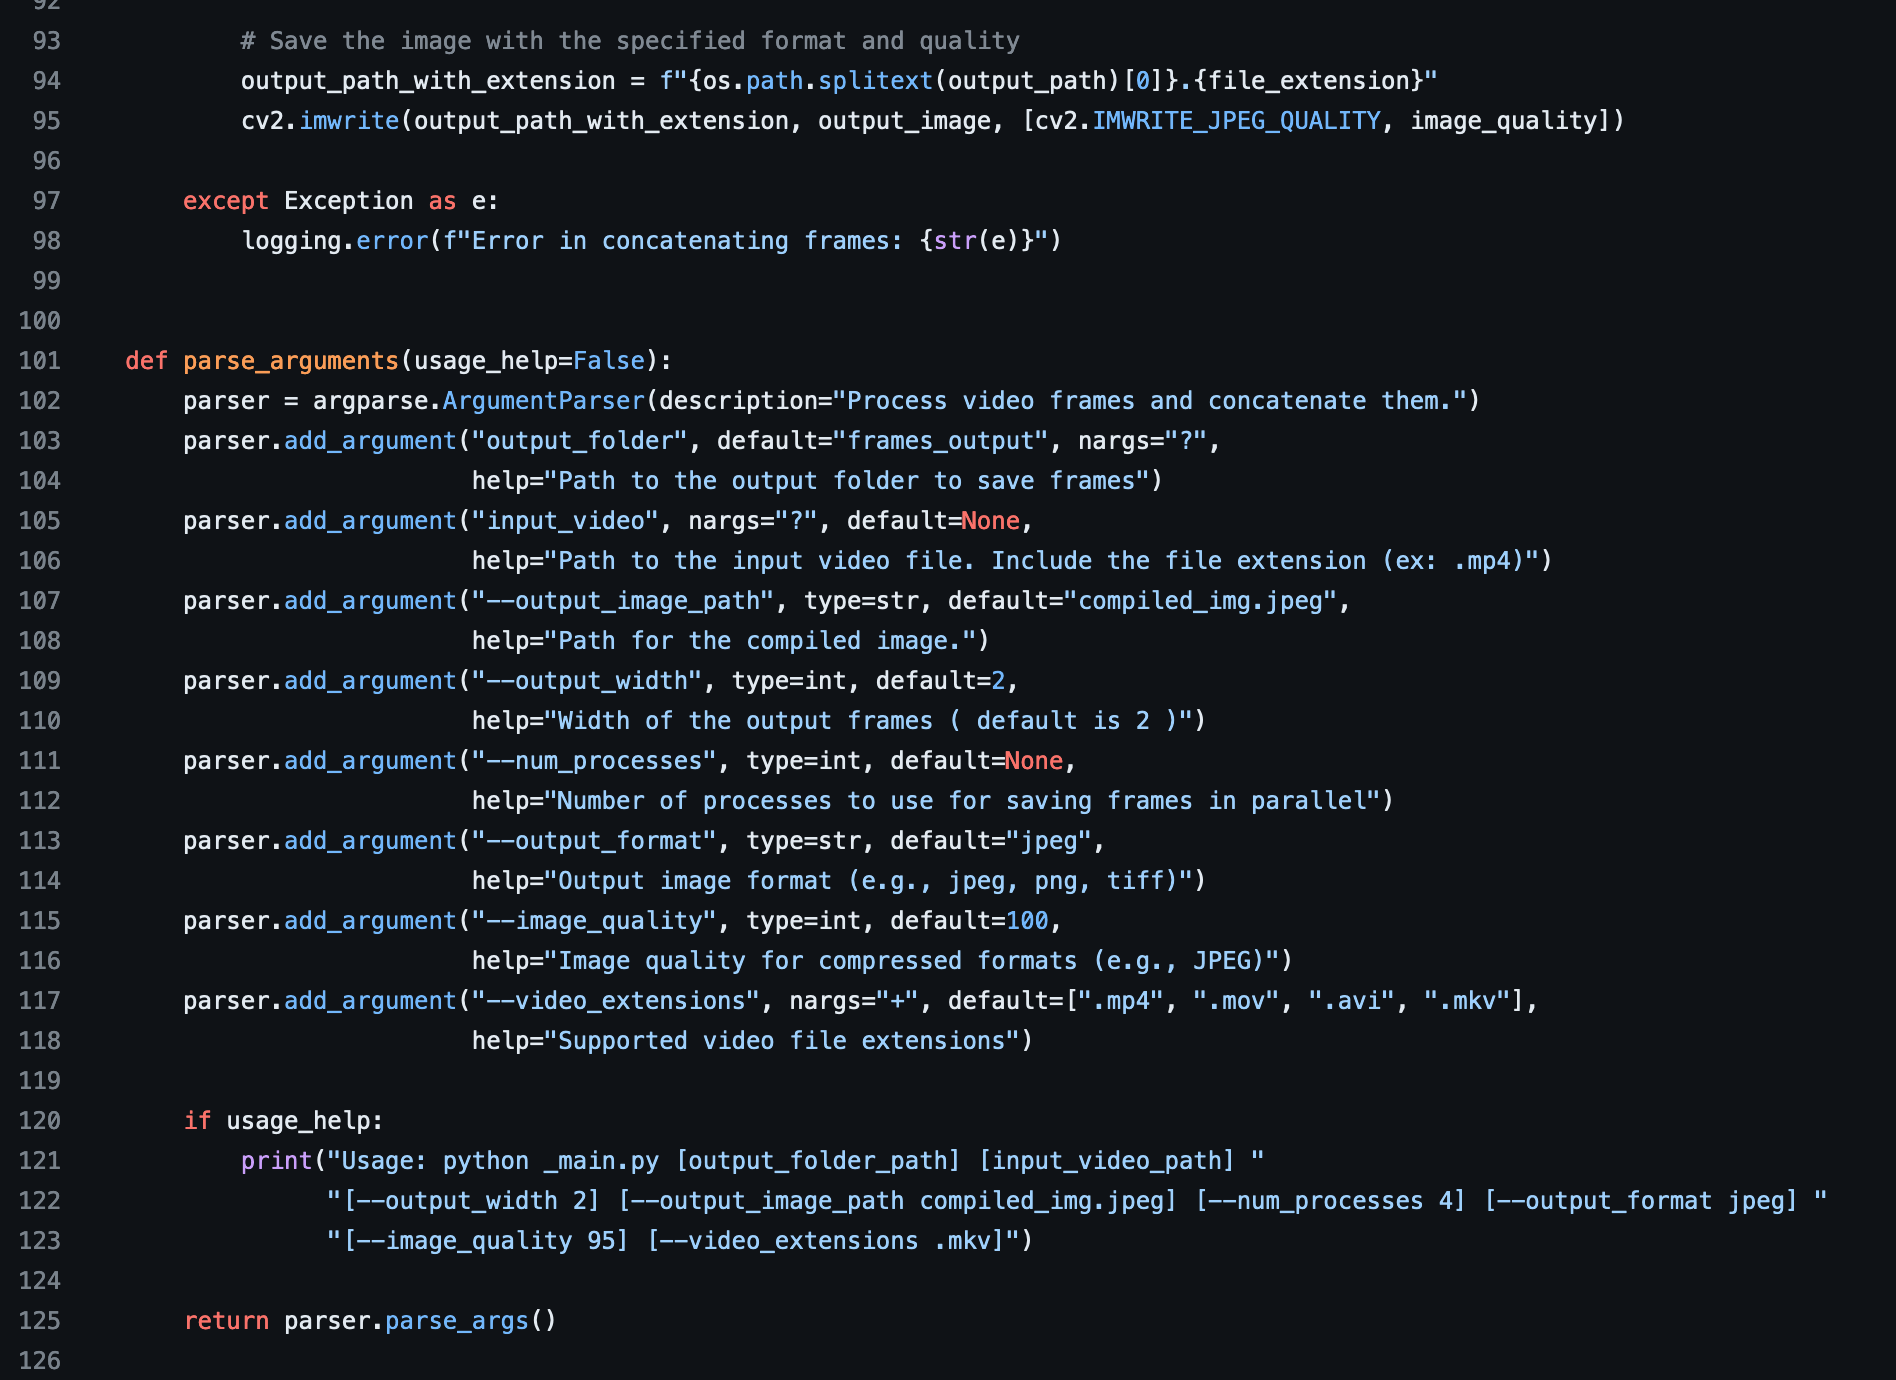 92
93            # Save the image with the specified format and quality
94            output_path_with_extension = f"{os.path.splitext(output_path)[0]}.{file_extension}"
95            cv2.imwrite(output_path_with_extension, output_image, [cv2.IMWRITE_JPEG_QUALITY, image_quality])
96
97        except Exception as e:
98            logging.error(f"Error in concatenating frames: {str(e)}")
99
100
101    def parse_arguments(usage_help=False):
102        parser = argparse.ArgumentParser(description="Process video frames and concatenate them.")
103        parser.add_argument("output_folder", default="frames_output", nargs="?",
104                            help="Path to the output folder to save frames")
105        parser.add_argument("input_video", nargs="?", default=None,
106                            help="Path to the input video file. Include the file extension (ex: .mp4)")
107        parser.add_argument("--output_image_path", type=str, default="compiled_img.jpeg",
108                            help="Path for the compiled image.")
109        parser.add_argument("--output_width", type=int, default=2,
110                            help="Width of the output frames ( default is 2 )")
111        parser.add_argument("--num_processes", type=int, default=None,
112                            help="Number of processes to use for saving frames in parallel")
113        parser.add_argument("--output_format", type=str, default="jpeg",
114                            help="Output image format (e.g., jpeg, png, tiff)")
115        parser.add_argument("--image_quality", type=int, default=100,
116                            help="Image quality for compressed formats (e.g., JPEG)")
117        parser.add_argument("--video_extensions", nargs="+", default=[".mp4", ".mov", ".avi", ".mkv"],
118                            help="Supported video file extensions")
119
120        if usage_help:
121            print("Usage: python _main.py [output_folder_path] [input_video_path] "
122                  "[--output_width 2] [--output_image_path compiled_img.jpeg] [--num_processes 4] [--output_format jpeg] "
123                  "[--image_quality 95] [--video_extensions .mkv]")
124
125        return parser.parse_args()
126